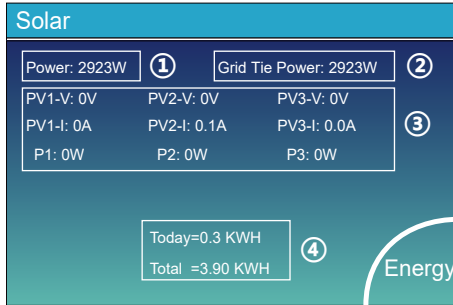 Solar
Power: 2923W ① Grid Tie Power: 2923W ②
PV1-V: 0V PV2-V: 0V PV3-V: 0V
PV1-I: 0A PV2-I: 0.1A PV3-I: 0.0A ③
P1: 0W P2: 0W P3: 0W
Today=0.3 KWH
④
Total =3.90 KWH
Energy